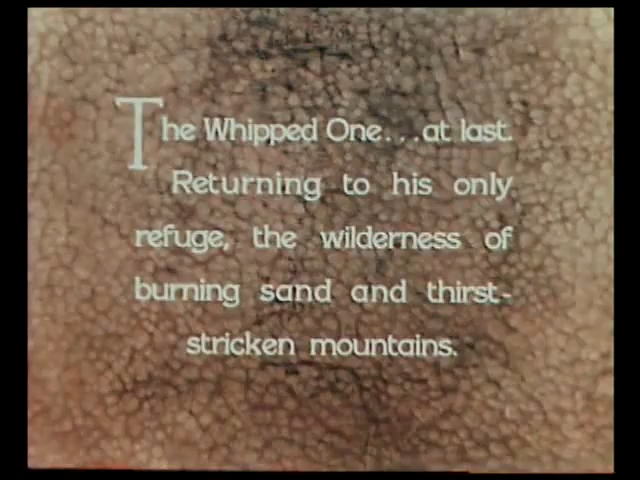 The Whipped One...at last.
Returning to his only
refuge, the wilderness of
burning sand and thirst-
stricken mountains.